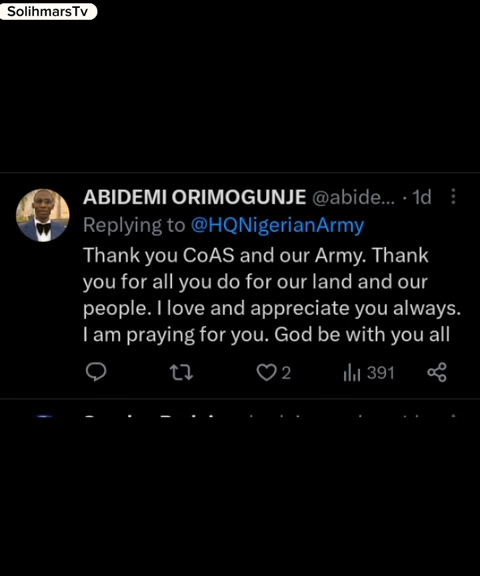 SolihmarsTv
ABIDEMI ORIMOGUNJE @abide... · 1d
Replying to @HQNigerianArmy
Thank you CoAS and our Army. Thank
you for all you do for our land and our
people. I love and appreciate you always.
I am praying for you. God be with you all
2 391